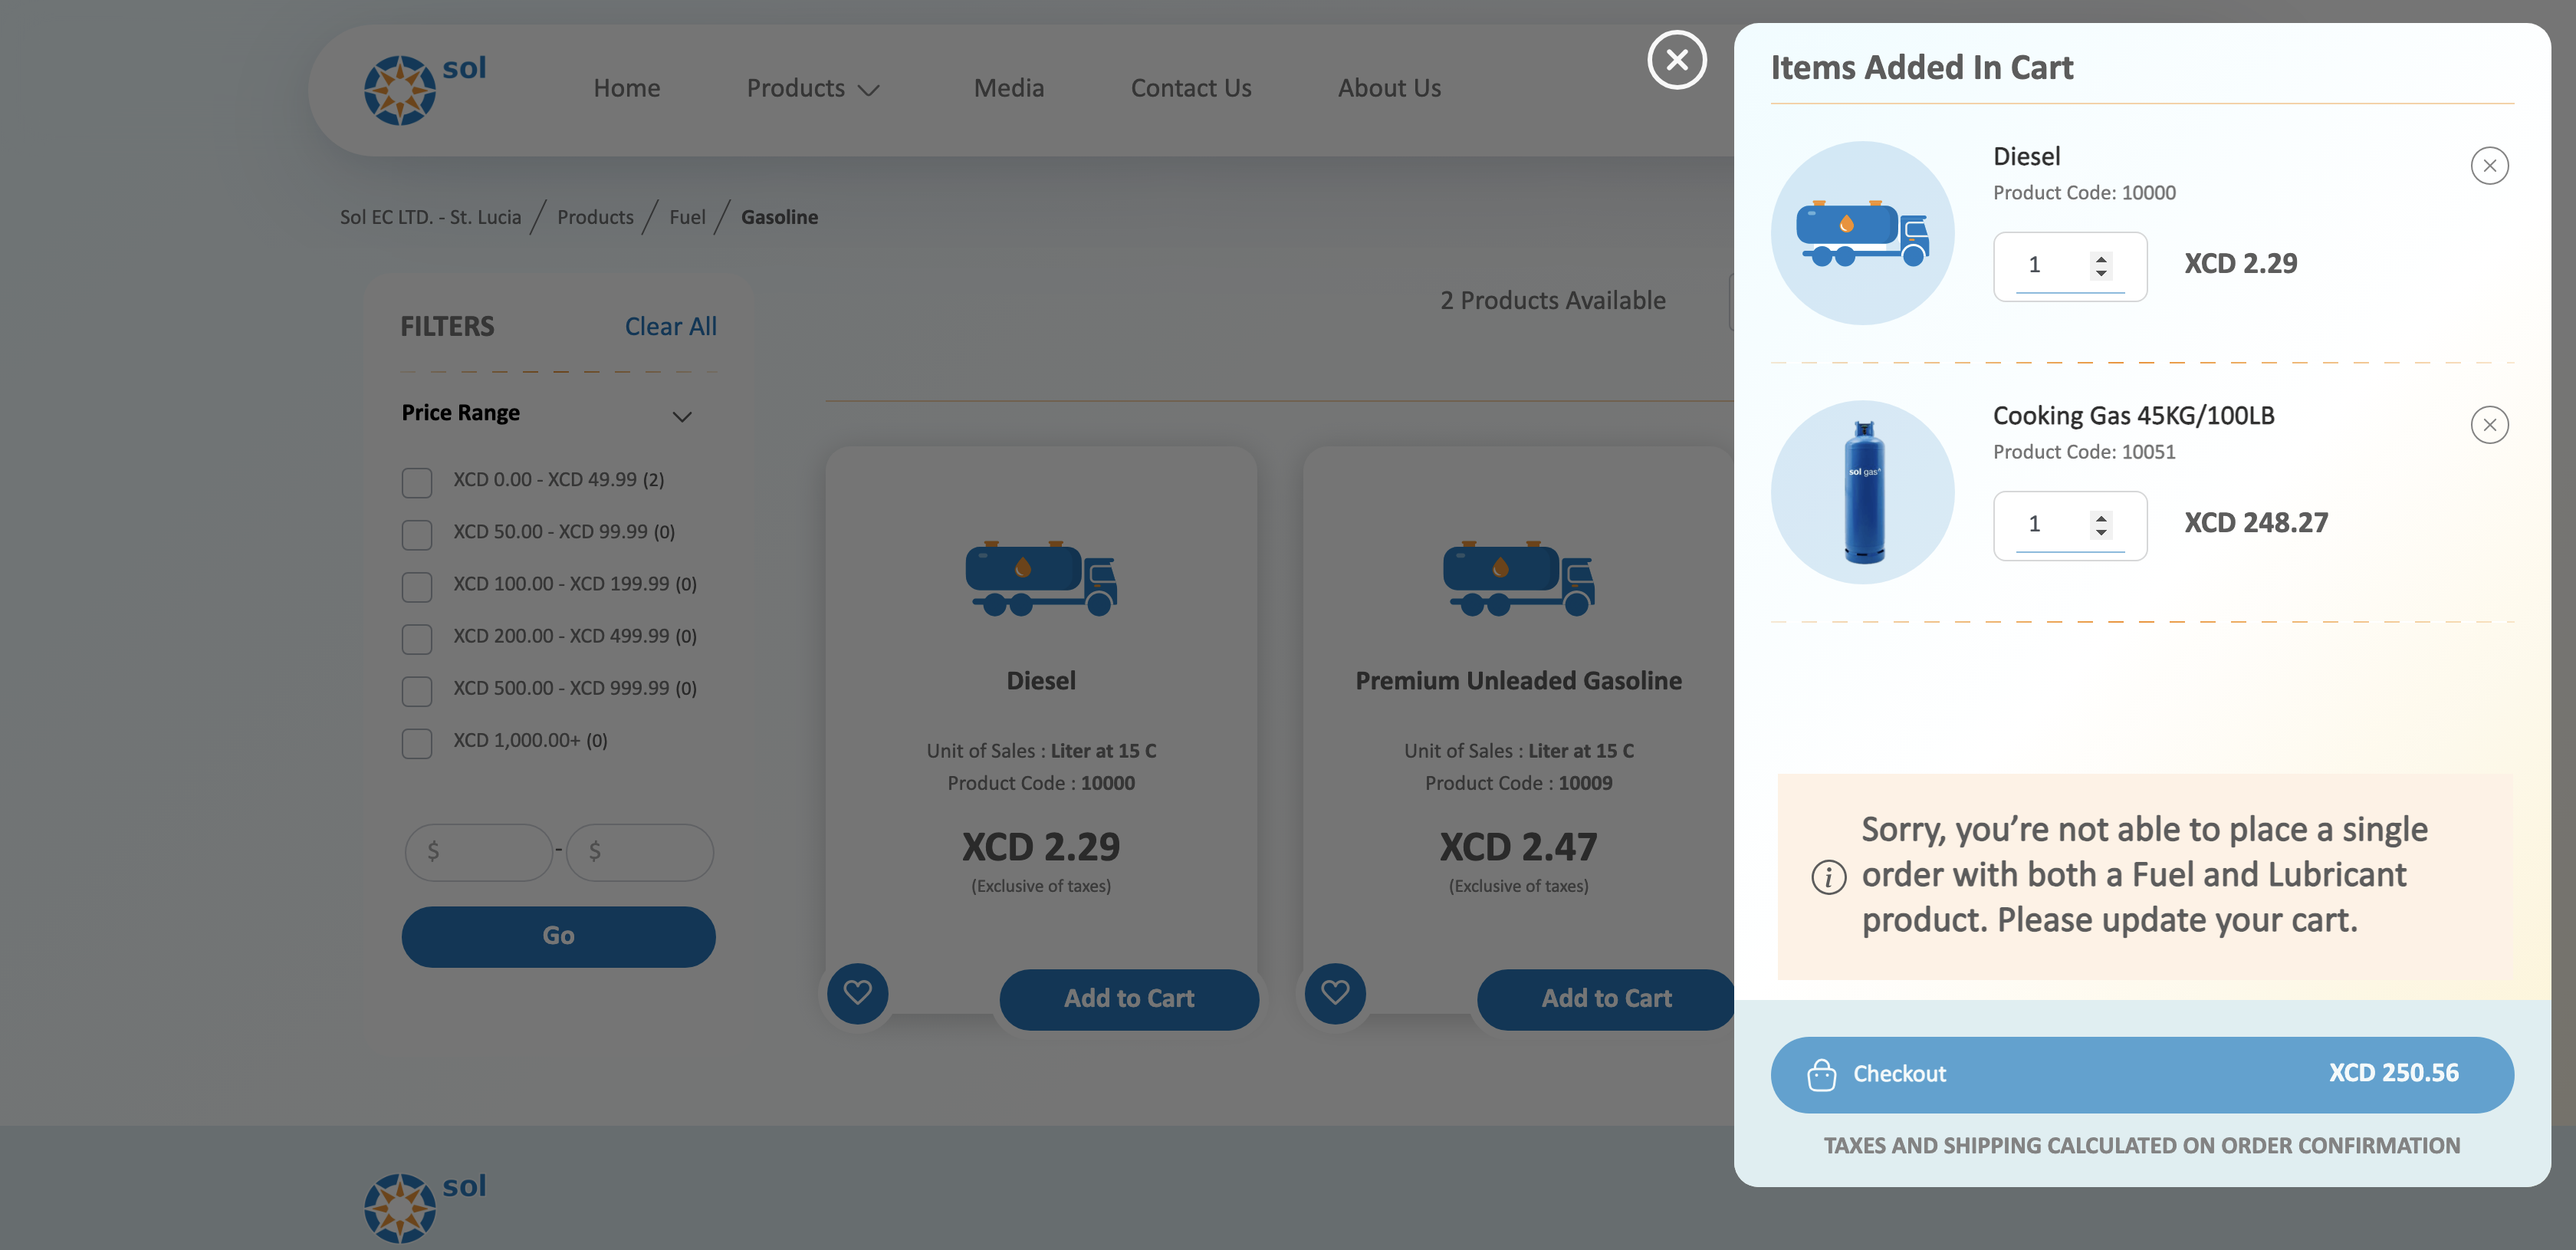 sol
Home
Products
Media
Contact Us
About Us
Sol EC LTD. - St. Lucia / Products / Fuel / Gasoline
FILTERS
Clear All
Price Range
XCD 0.00 - XCD 49.99 (2)
XCD 50.00 - XCD 99.99 (0)
XCD 100.00 - XCD 199.99 (0)
XCD 200.00 - XCD 499.99 (0)
XCD 500.00 - XCD 999.99 (0)
XCD 1,000.00+ (0)
$ - $
Go
2 Products Available
Diesel
Unit of Sales : Liter at 15 C
Product Code : 10000
XCD 2.29
(Exclusive of taxes)
Add to Cart
Premium Unleaded Gasoline
Unit of Sales : Liter at 15 C
Product Code : 10009
XCD 2.47
(Exclusive of taxes)
Add to Cart
sol
Items Added In Cart
Diesel
Product Code: 10000
1
XCD 2.29
sol gas
Cooking Gas 45KG/100LB
Product Code: 10051
1
XCD 248.27
Sorry, you’re not able to place a single
order with both a Fuel and Lubricant
product. Please update your cart.
Checkout
XCD 250.56
TAXES AND SHIPPING CALCULATED ON ORDER CONFIRMATION